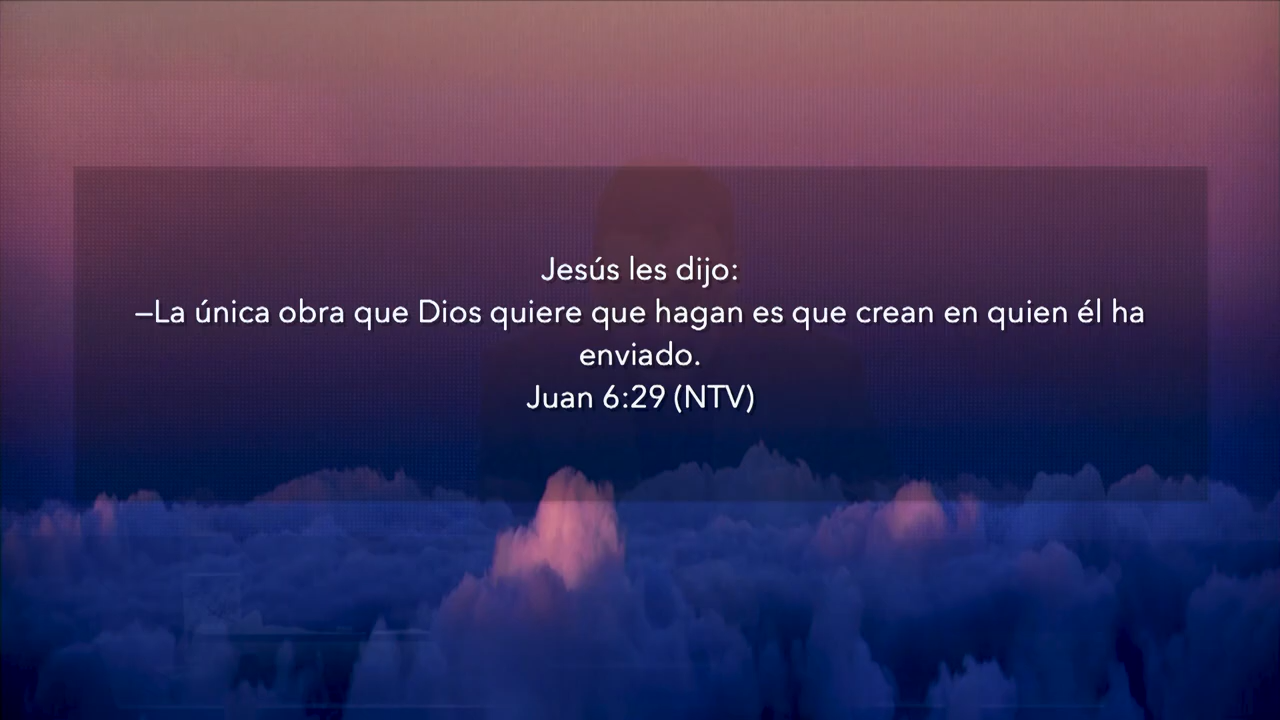 Jesús les dijo:
–La única obra que Dios quiere que hagan es que crean en quien él ha
enviado.
Juan 6:29 (NTV)